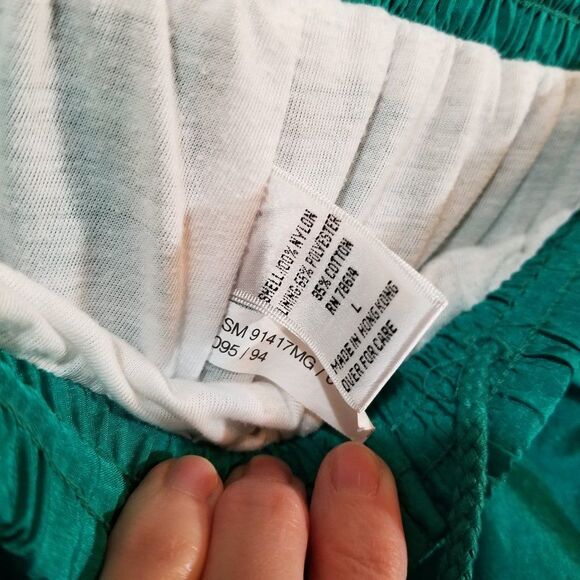 SHELL:100% NYLON
LINING:65% POLYESTER
35% COTTON
RN 79614
L
MADE IN HONG KONG
OVER FOR CARE
SM 91417MG /
095 / 94